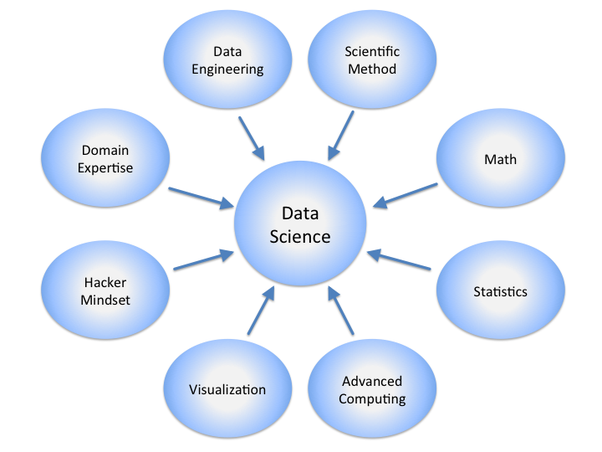 Data
Engineering
Scientific
Method
Domain
Expertise
Math
Data
Science
Hacker
Mindset
Statistics
Visualization
Advanced
Computing